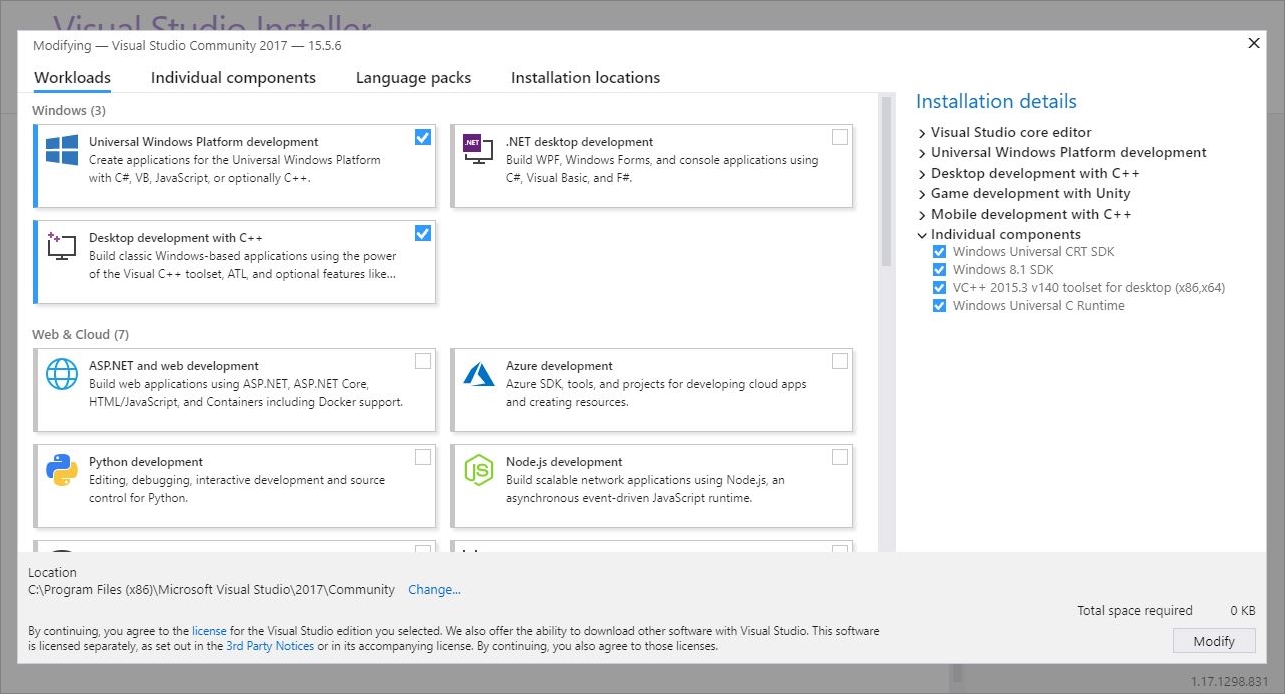 Visual Studio Installer
Modifying — Visual Studio Community 2017 — 15.5.6
Workloads
Individual components
Language packs
Installation locations
Windows (3)
Universal Windows Platform development
Create applications for the Universal Windows Platform
with C#, VB, JavaScript, or optionally C++.
.NET
.NET desktop development
Build WPF, Windows Forms, and console applications using
C#, Visual Basic, and F#.
Desktop development with C++
Build classic Windows-based applications using the power
of the Visual C++ toolset, ATL, and optional features like...
Web & Cloud (7)
ASP.NET and web development
Build web applications using ASP.NET, ASP.NET Core,
HTML/JavaScript, and Containers including Docker support.
Azure development
Azure SDK, tools, and projects for developing cloud apps
and creating resources.
Python development
Editing, debugging, interactive development and source
control for Python.
JS
Node.js development
Build scalable network applications using Node.js, an
asynchronous event-driven JavaScript runtime.
Installation details
Visual Studio core editor
Universal Windows Platform development
Desktop development with C++
Game development with Unity
Mobile development with C++
Individual components
Windows Universal CRT SDK
Windows 8.1 SDK
VC++ 2015.3 v140 toolset for desktop (x86,x64)
Windows Universal C Runtime
Location
C:\Program Files (x86)\Microsoft Visual Studio\2017\Community Change...
Total space required 0 KB
By continuing, you agree to the license for the Visual Studio edition you selected. We also offer the ability to download other software with Visual Studio. This software
is licensed separately, as set out in the 3rd Party Notices or in its accompanying license. By continuing, you also agree to those licenses.
Modify
1.17.1298.831